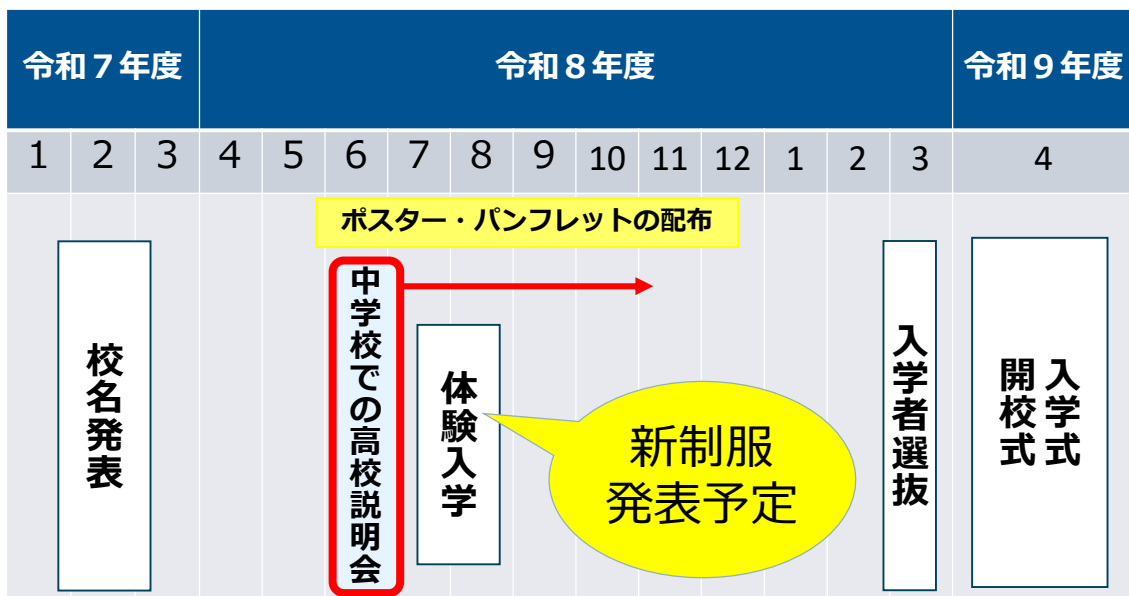 令和７年度
令和８年度
令和９年度
1 2 3 4 5 6 7 8 9 10 11 12 1 2 3 4
ポスター・パンフレットの配布
校名発表
中学校での高校説明会
体験入学
新制服
発表予定
入学者選抜
入学式
開校式